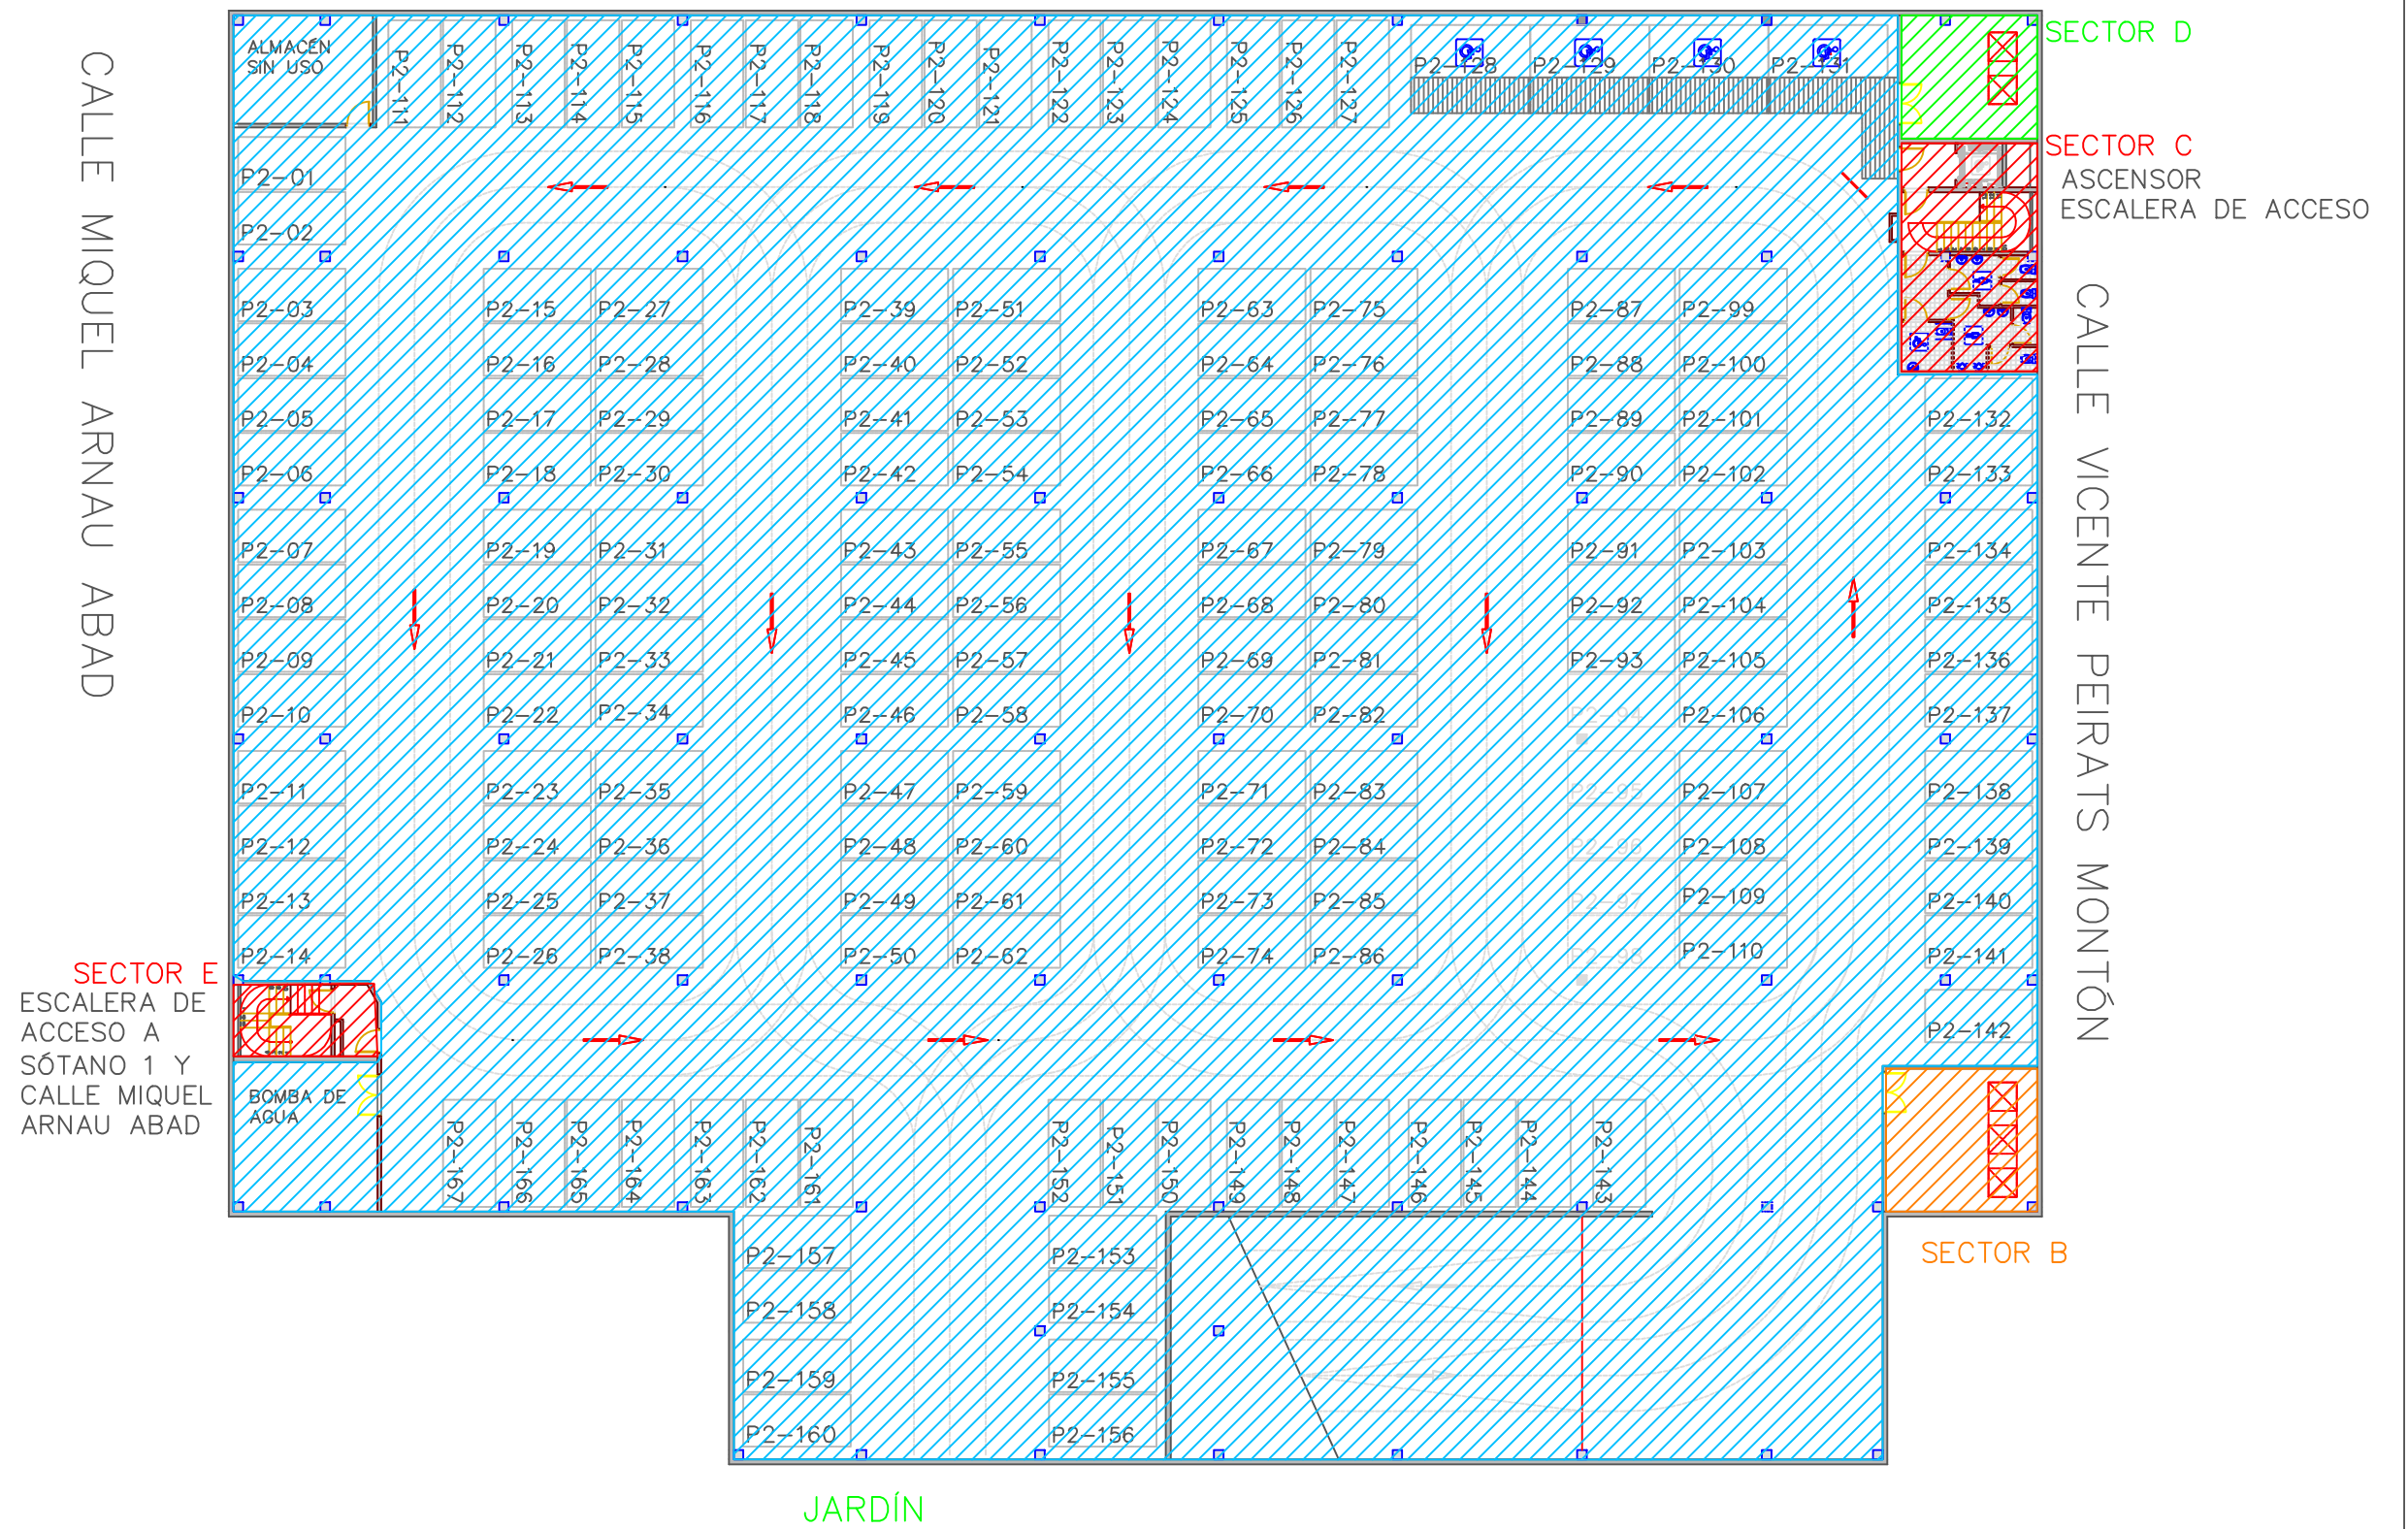 CALLE MIQUEL ARNAU ABAD
ALMACÉN
SIN USO
P2-111
P2-112
P2-113
P2-114
P2-115
P2-116
P2-117
P2-118
P2-119
P2-120
P2-121
P2-122
P2-123
P2-124
P2-125
P2-126
P2-127
P2-128
P2-129
P2-130
P2-131
SECTOR D
SECTOR C
ASCENSOR
ESCALERA DE ACCESO
CALLE VICENTE PEIRATS MONTÓN
P2-01
P2-02
P2-03
P2-04
P2-05
P2-06
P2-07
P2-08
P2-09
P2-10
P2-11
P2-12
P2-13
P2-14
P2-15
P2-16
P2-17
P2-18
P2-19
P2-20
P2-21
P2-22
P2-23
P2-24
P2-25
P2-26
P2-27
P2-28
P2-29
P2-30
P2-31
P2-32
P2-33
P2-34
P2-35
P2-36
P2-37
P2-38
P2-39
P2-40
P2-41
P2-42
P2-43
P2-44
P2-45
P2-46
P2-47
P2-48
P2-49
P2-50
P2-51
P2-52
P2-53
P2-54
P2-55
P2-56
P2-57
P2-58
P2-59
P2-60
P2-61
P2-62
P2-63
P2-64
P2-65
P2-66
P2-67
P2-68
P2-69
P2-70
P2-71
P2-72
P2-73
P2-74
P2-75
P2-76
P2-77
P2-78
P2-79
P2-80
P2-81
P2-82
P2-83
P2-84
P2-85
P2-86
P2-87
P2-88
P2-89
P2-90
P2-91
P2-92
P2-93
P2-94
P2-95
P2-96
P2-97
P2-98
P2-99
P2-100
P2-101
P2-102
P2-103
P2-104
P2-105
P2-106
P2-107
P2-108
P2-109
P2-110
P2-132
P2-133
P2-134
P2-135
P2-136
P2-137
P2-138
P2-139
P2-140
P2-141
P2-142
SECTOR E
ESCALERA DE
ACCESO A
SÓTANO 1 Y
CALLE MIQUEL
ARNAU ABAD
BOMBA DE
AGUA
P2-167
P2-166
P2-165
P2-164
P2-163
P2-162
P2-161
P2-152
P2-151
P2-150
P2-149
P2-148
P2-147
P2-146
P2-145
P2-144
P2-143
P2-157
P2-158
P2-159
P2-160
P2-153
P2-154
P2-155
P2-156
SECTOR B
JARDÍN